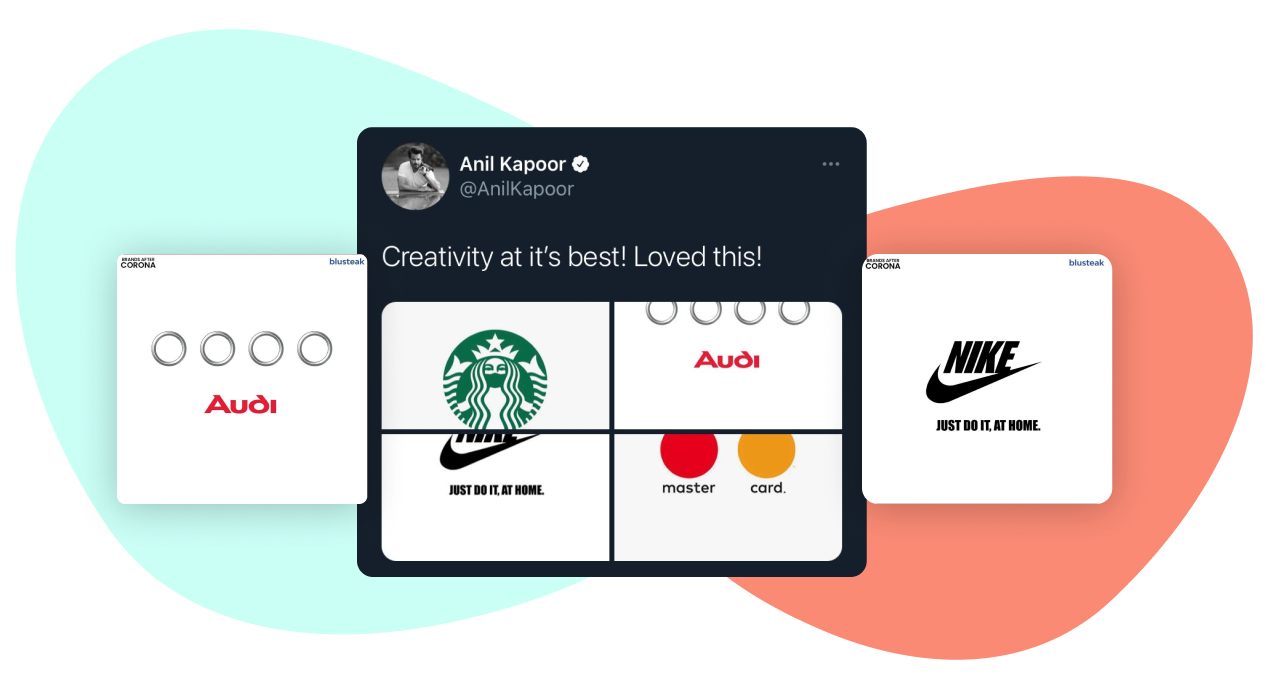 Anil Kapoor
@AnilKapoor
Creativity at it's best! Loved this!
BRANDS AFTER
CORONA
blusteak
Audi
Audi
NIKE
JUST DO IT, AT HOME.
master card.
BRANDS AFTER
CORONA
blusteak
NIKE
JUST DO IT, AT HOME.